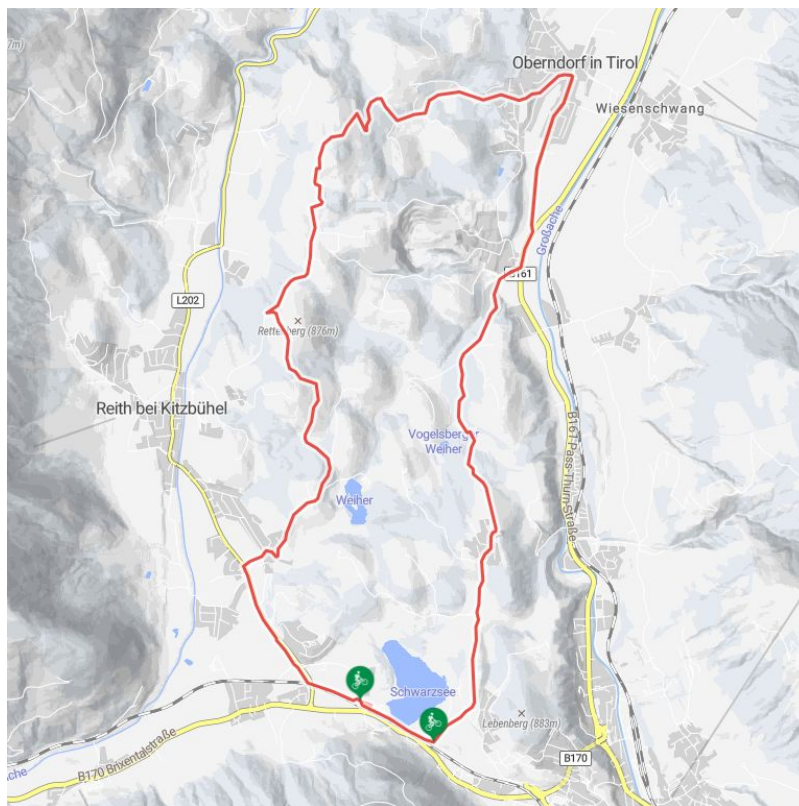 Oberndorf in Tirol
Wiesenschwang
Großache
B161
L202
Rettenberg (876m)
Reith bei Kitzbühel
Vogelsberger
Weiher
B161 Pass-Thurn-Straße
Weiher
Schwarzsee
Lebenberg (883m)
B170
B170 Brixentalstraße